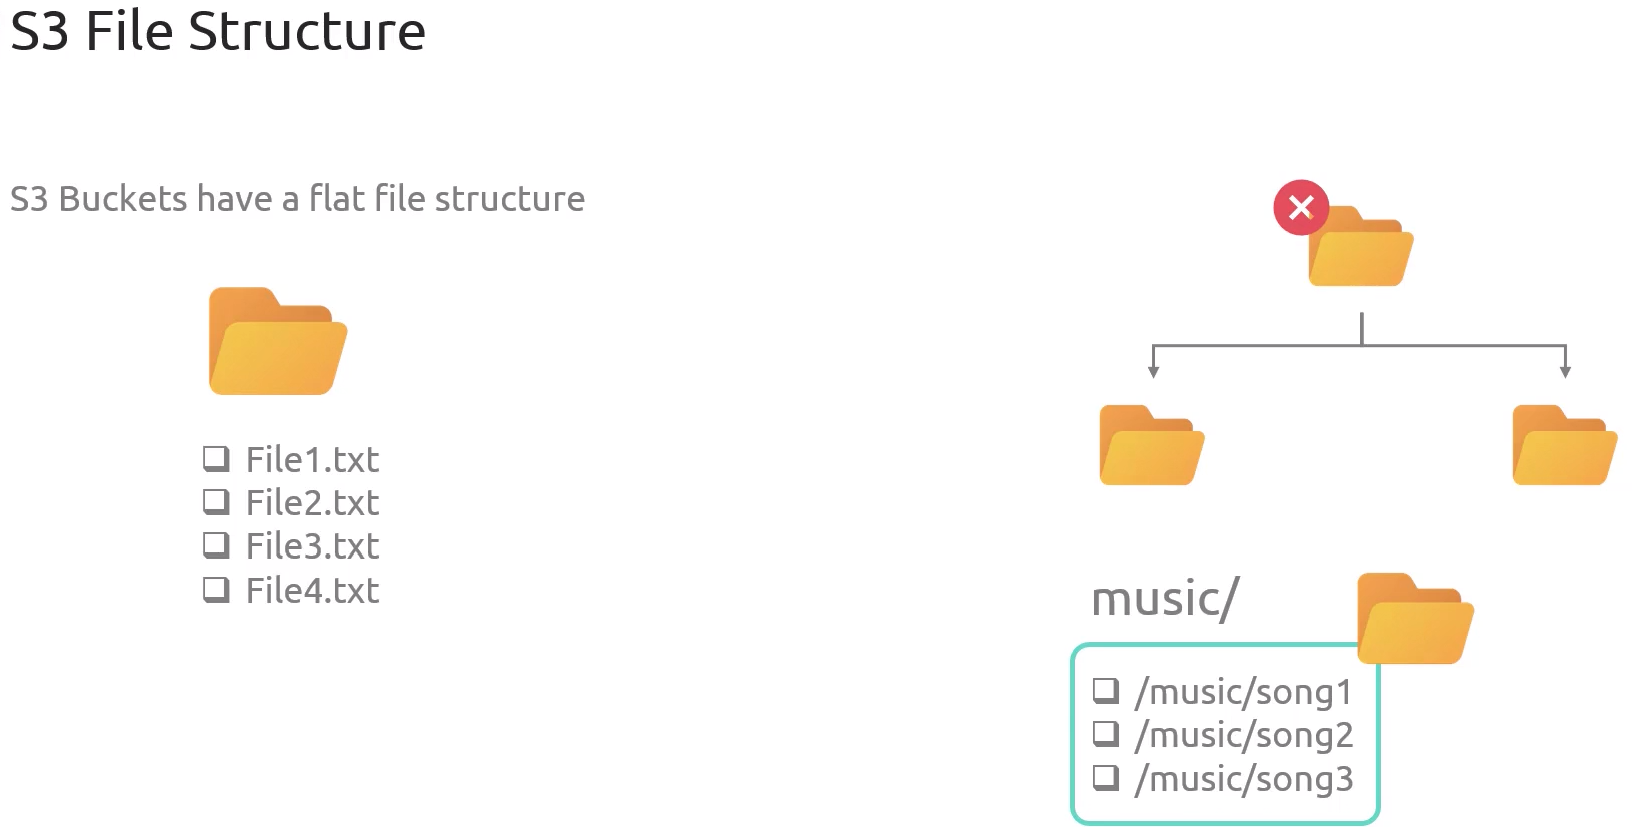 S3 File Structure
S3 Buckets have a flat file structure
File1.txt
File2.txt
File3.txt
File4.txt
music/
/music/song1
/music/song2
/music/song3